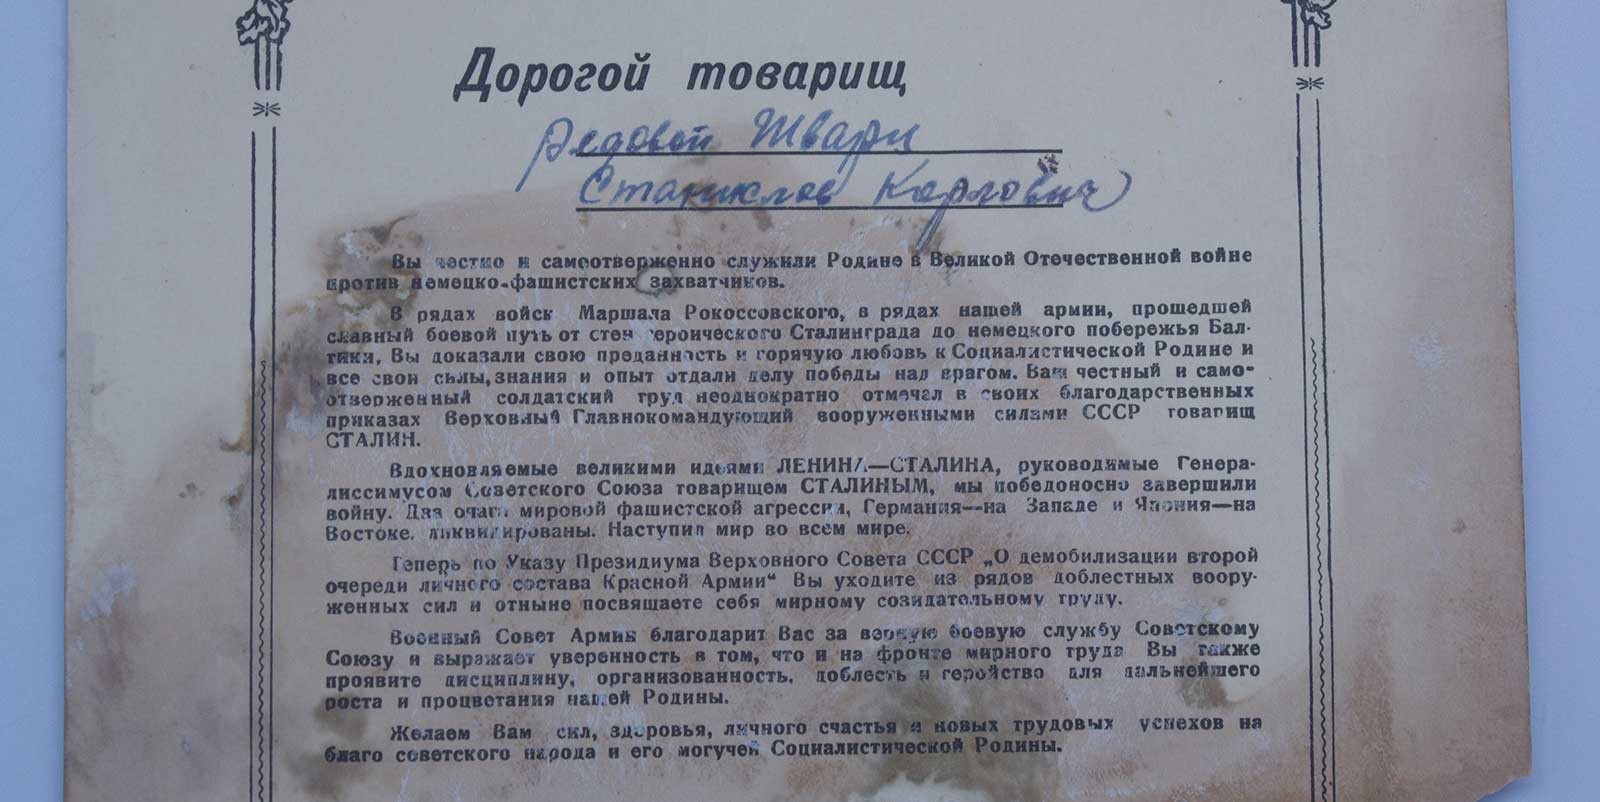 Дорогой товарищ
рядовой Жвари
Станислав Карлович
Вы честно и самоотверженно служили Родине в Великой Отечественной войне
против немецко-фашистских захватчиков.
В рядах войск Маршала Рокоссовского, в рядах нашей армии, прошедшей
славный боевой путь от стен героического Сталинграда до немецкого побережья Бал-
тики, Вы доказали свою преданность и горячую любовь к Социалистической Родине и
все свои силы, знания и опыт отдали делу победы над врагом. Ваш честный и само-
отверженный солдатский труд неоднократно отмечал в своих благодарственных
приказах Верховный Главнокомандующий вооруженными силами СССР товарищ
СТАЛИН.
Вдохновляемые великими идеями ЛЕНИНА—СТАЛИНА, руководимые Генера-
лиссимусом Советского Союза товарищем СТАЛИНЫМ, мы победоносно завершили
войну. Два очага мировой фашистской агрессии, Германия—на Западе и Япония—на
Востоке, ликвидированы. Наступил мир во всем мире.
Теперь по Указу Президиума Верховного Совета СССР „О демобилизации второй
очереди личного состава Красной Армии“ Вы уходите из рядов доблестных воору-
женных сил и отныне посвящаете себя мирному созидательному труду.
Военный Совет Армии благодарит Вас за верную боевую службу Советскому
Союзу и выражает уверенность в том, что и на фронте мирного труда Вы также
проявите дисциплину, организованность, доблесть и геройство для дальнейшего
роста и процветания нашей Родины.
Желаем Вам сил, здоровья, личного счастья и новых трудовых успехов на
благо советского народа и его могучей Социалистической Родины.